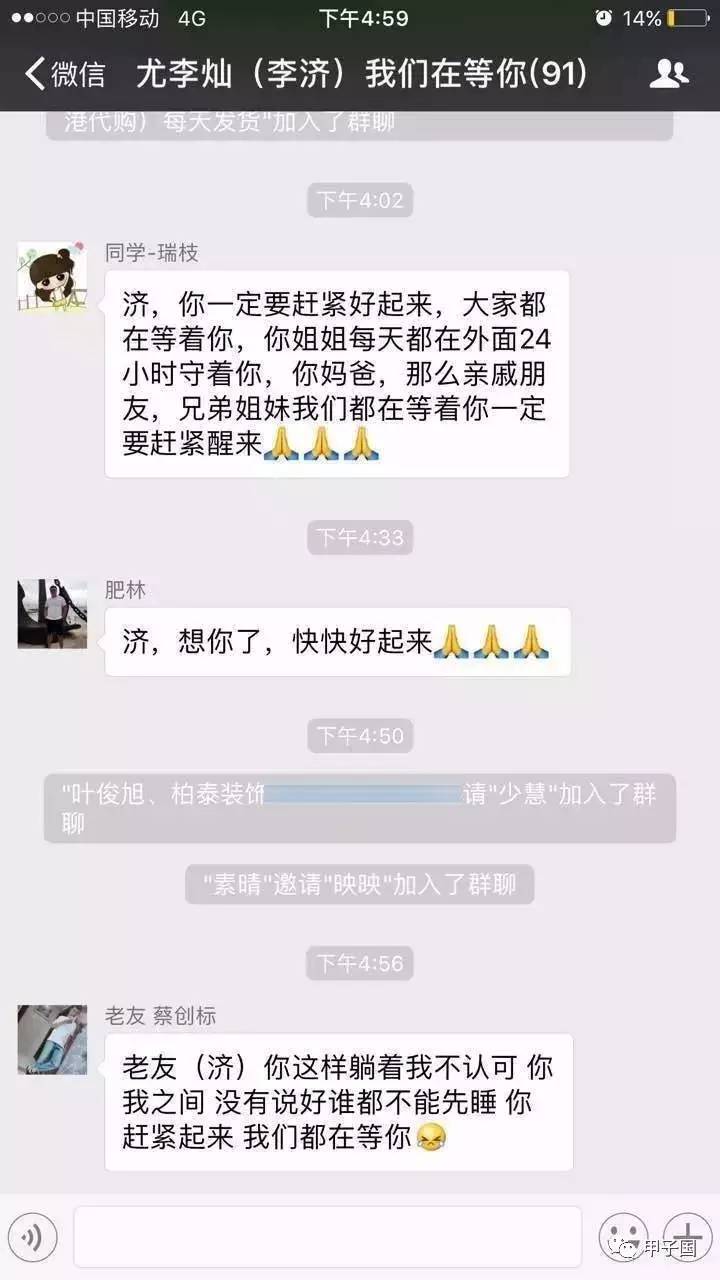 中国移动 4G 下午4:59 14%
微信 尤李灿（李济）我们在等你(91)
港代购）每天发货"加入了群聊
下午4:02
同学-瑞枝
济，你一定要赶紧好起来，大家都
在等着你，你姐姐每天都在外面24
小时守着你，你妈爸，那么亲戚朋
友，兄弟姐妹我们都在等着你一定
要赶紧醒来🙏🙏🙏
下午4:33
肥林
济，想你了，快快好起来🙏🙏🙏
下午4:50
"叶俊旭、柏泰装饰 请"少慧"加入了群
聊
"素晴"邀请"映映"加入了群聊
下午4:56
老友 蔡创标
老友（济）你这样躺着我不认可 你
我之间 没有说好谁都不能先睡 你
赶紧起来 我们都在等你😭
甲子国